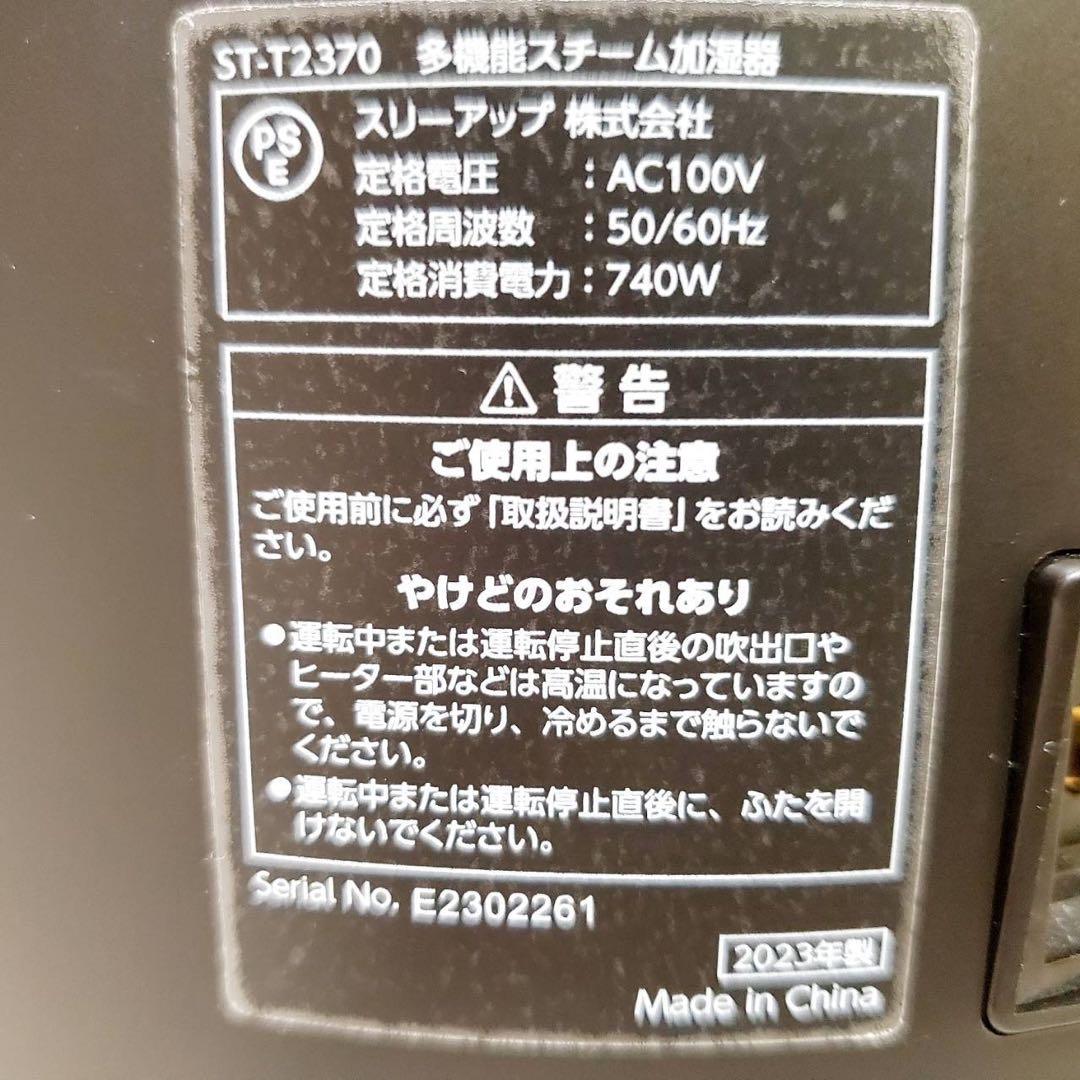 ST-T2370 多機能スチーム加湿器
PS
E
スリーアップ 株式会社
定格電圧 : AC100V
定格周波数 : 50/60Hz
定格消費電力 : 740W
警告
ご使用上の注意
ご使用前に必ず「取扱説明書」をお読みくだ
さい。
やけどのおそれあり
●運転中または運転停止直後の吹出口や
ヒーター部などは高温になっていますの
で、電源を切り、冷めるまで触らないで
ください。
●運転中または運転停止直後に、ふたを開
けないでください。
Serial No. E2302261
2023年製
Made in China